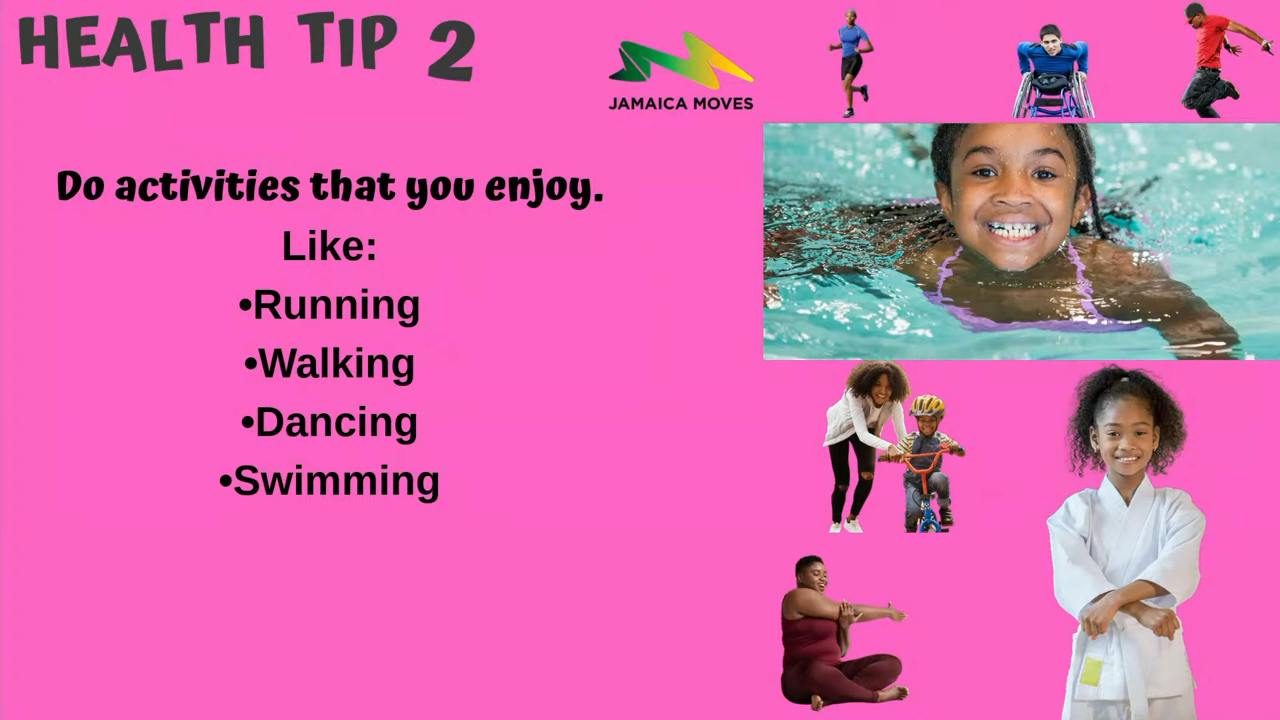 HEALTH TIP 2
JAMAICA MOVES
Do activities that you enjoy.
Like:
•Running
•Walking
•Dancing
•Swimming